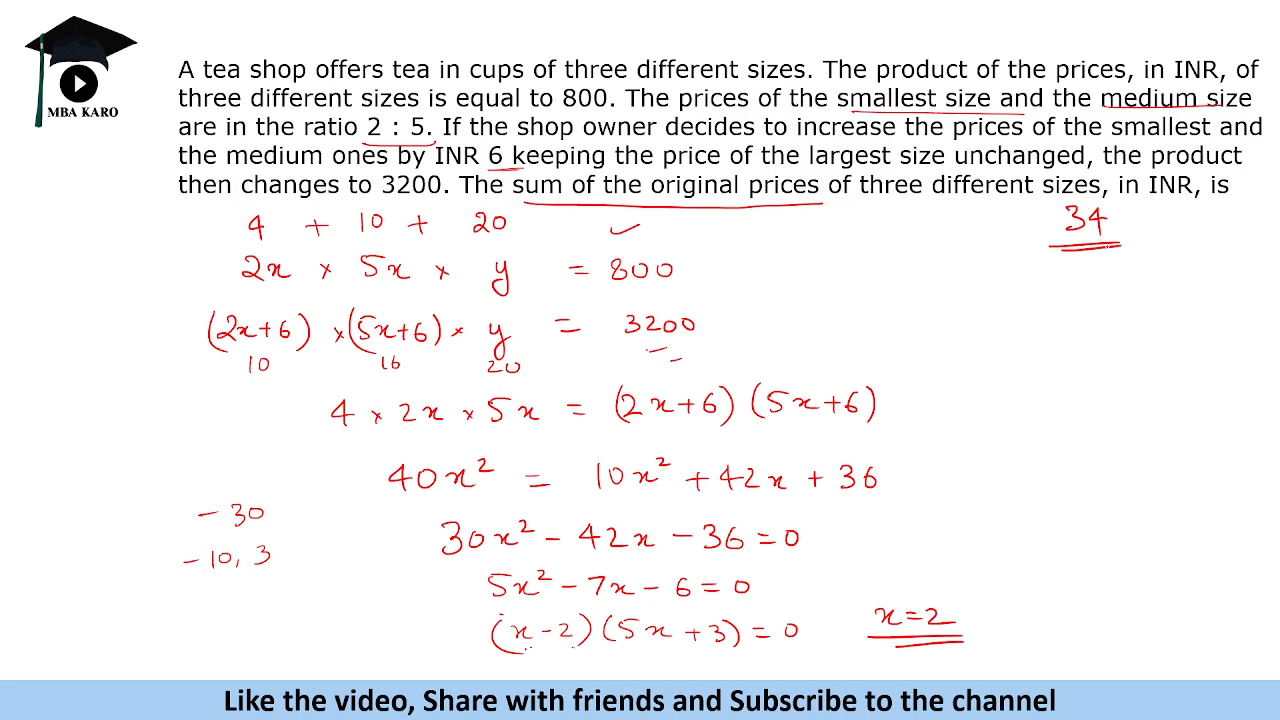 MBA KARO
A tea shop offers tea in cups of three different sizes. The product of the prices, in INR, of
three different sizes is equal to 800. The prices of the smallest size and the medium size
are in the ratio 2 : 5. If the shop owner decides to increase the prices of the smallest and
the medium ones by INR 6 keeping the price of the largest size unchanged, the product
then changes to 3200. The sum of the original prices of three different sizes, in INR, is
4 + 10 + 20 ✓
34
2x × 5x × y = 800
(2x+6) × (5x+6) × y = 3200
10 16 20
4 × 2x × 5x = (2x+6) (5x+6)
40x² = 10x² + 42x + 36
- 30
30x² - 42x - 36 = 0
- 10, 3
5x² - 7x - 6 = 0
(x - 2) (5x + 3) = 0
x = 2
Like the video, Share with friends and Subscribe to the channel